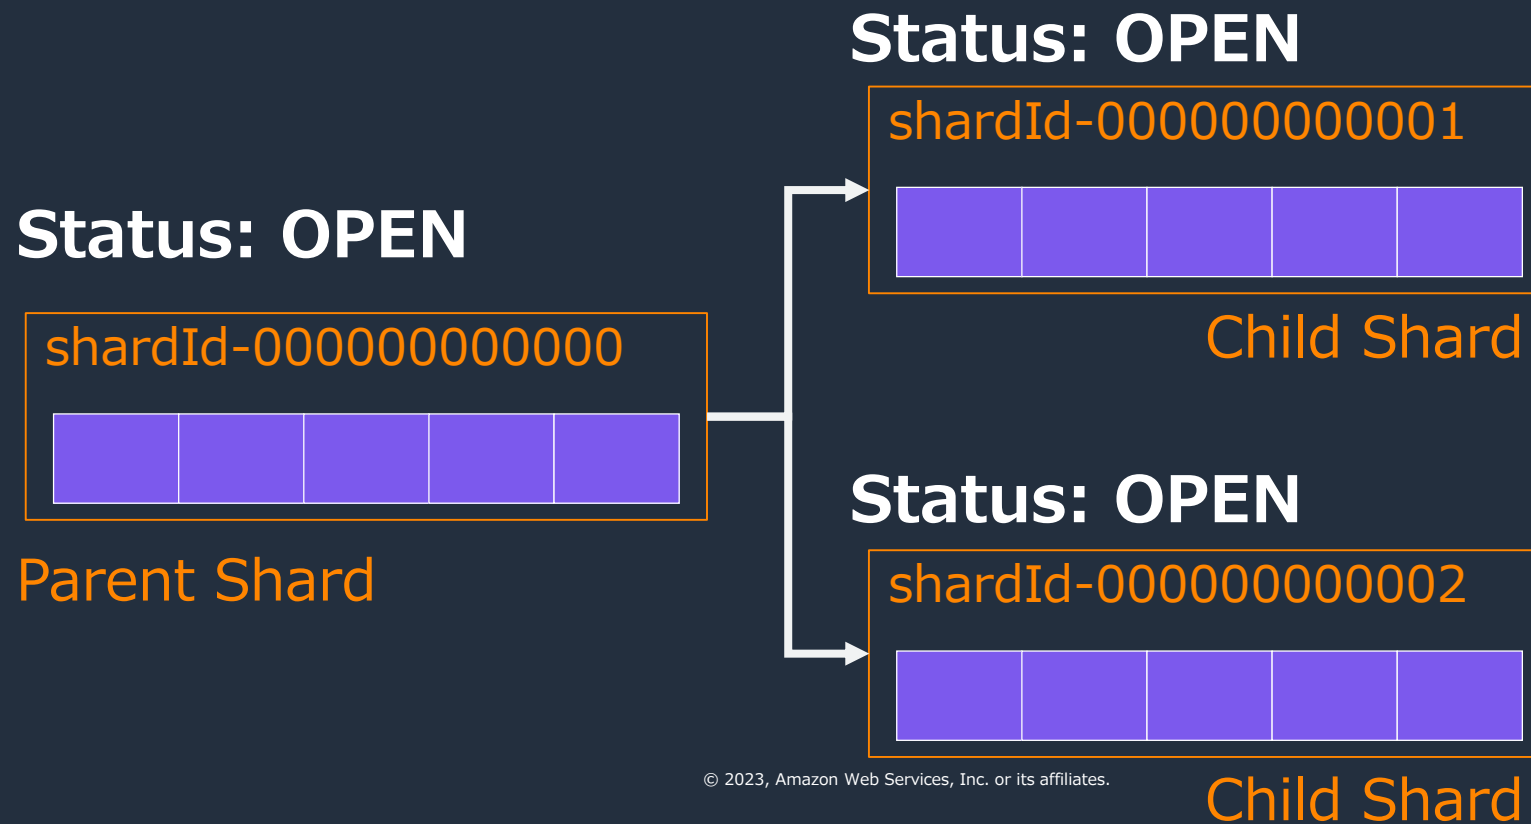 Status: OPEN
shardId-000000000000
Parent Shard
Status: OPEN
shardId-000000000001
Child Shard
Status: OPEN
shardId-000000000002
Child Shard
© 2023, Amazon Web Services, Inc. or its affiliates.